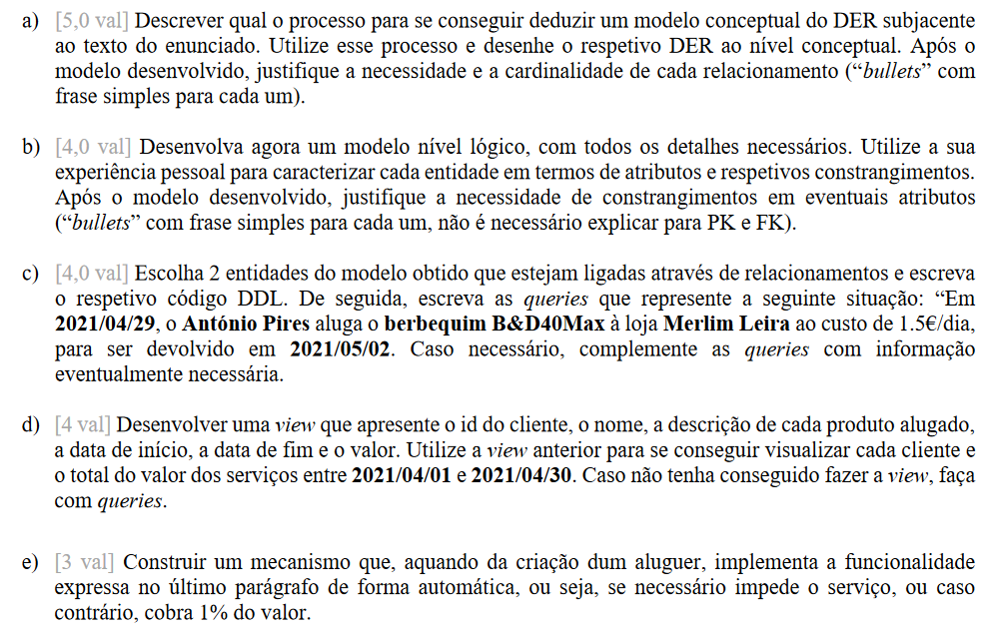 a) [5,0 val] Descrever qual o processo para se conseguir deduzir um modelo conceptual do DER subjacente
ao texto do enunciado. Utilize esse processo e desenhe o respetivo DER ao nível conceptual. Após o
modelo desenvolvido, justifique a necessidade e a cardinalidade de cada relacionamento (“bullets” com
frase simples para cada um).
b) [4,0 val] Desenvolva agora um modelo nível lógico, com todos os detalhes necessários. Utilize a sua
experiência pessoal para caracterizar cada entidade em termos de atributos e respetivos constrangimentos.
Após o modelo desenvolvido, justifique a necessidade de constrangimentos em eventuais atributos
(“bullets” com frase simples para cada um, não é necessário explicar para PK e FK).
c) [4,0 val] Escolha 2 entidades do modelo obtido que estejam ligadas através de relacionamentos e escreva
o respetivo código DDL. De seguida, escreva as queries que represente a seguinte situação: “Em
2021/04/29, o António Pires aluga o berbequim B&D40Max à loja Merlim Leira ao custo de 1.5€/dia,
para ser devolvido em 2021/05/02. Caso necessário, complemente as queries com informação
eventualmente necessária.
d) [4 val] Desenvolver uma view que apresente o id do cliente, o nome, a descrição de cada produto alugado,
a data de início, a data de fim e o valor. Utilize a view anterior para se conseguir visualizar cada cliente e
o total do valor dos serviços entre 2021/04/01 e 2021/04/30. Caso não tenha conseguido fazer a view, faça
com queries.
e) [3 val] Construir um mecanismo que, aquando da criação dum aluguer, implementa a funcionalidade
expressa no último parágrafo de forma automática, ou seja, se necessário impede o serviço, ou caso
contrário, cobra 1% do valor.